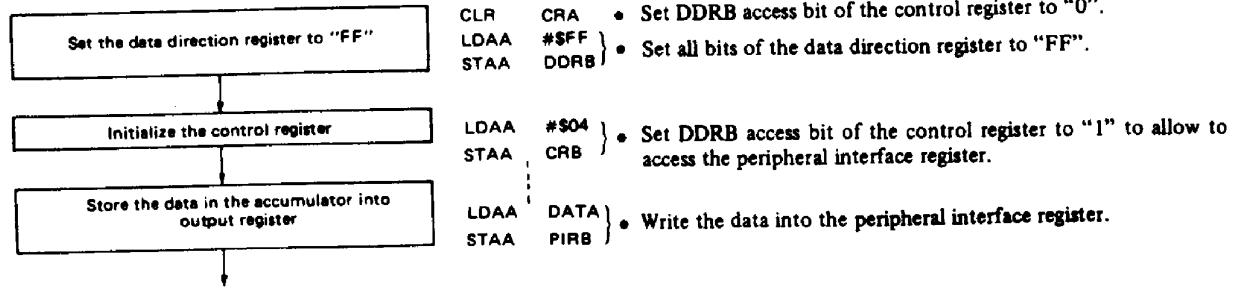 CLR CRA • Set DDRB access bit of the control register to "0".
Set the data direction register to "FF"
LDAA #$FF
STAA DDRB
• Set all bits of the data direction register to "FF".
Initialize the control register
LDAA #$04
STAA CRB
• Set DDRB access bit of the control register to "1" to allow to
access the peripheral interface register.
Store the data in the accumulator into
output register
LDAA DATA
STAA PIRB
• Write the data into the peripheral interface register.